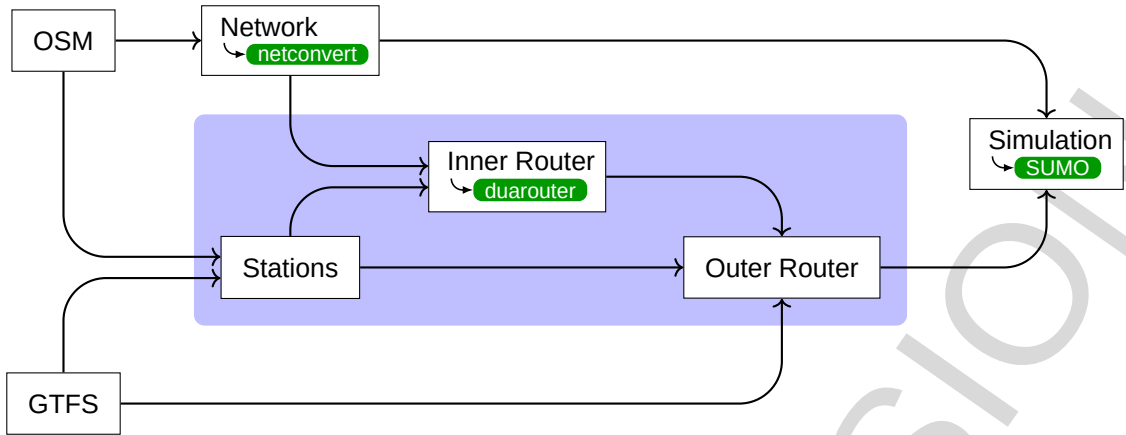 OSM
Network
netconvert
Simulation
SUMO
Inner Router
duarouter
Stations
Outer Router
GTFS